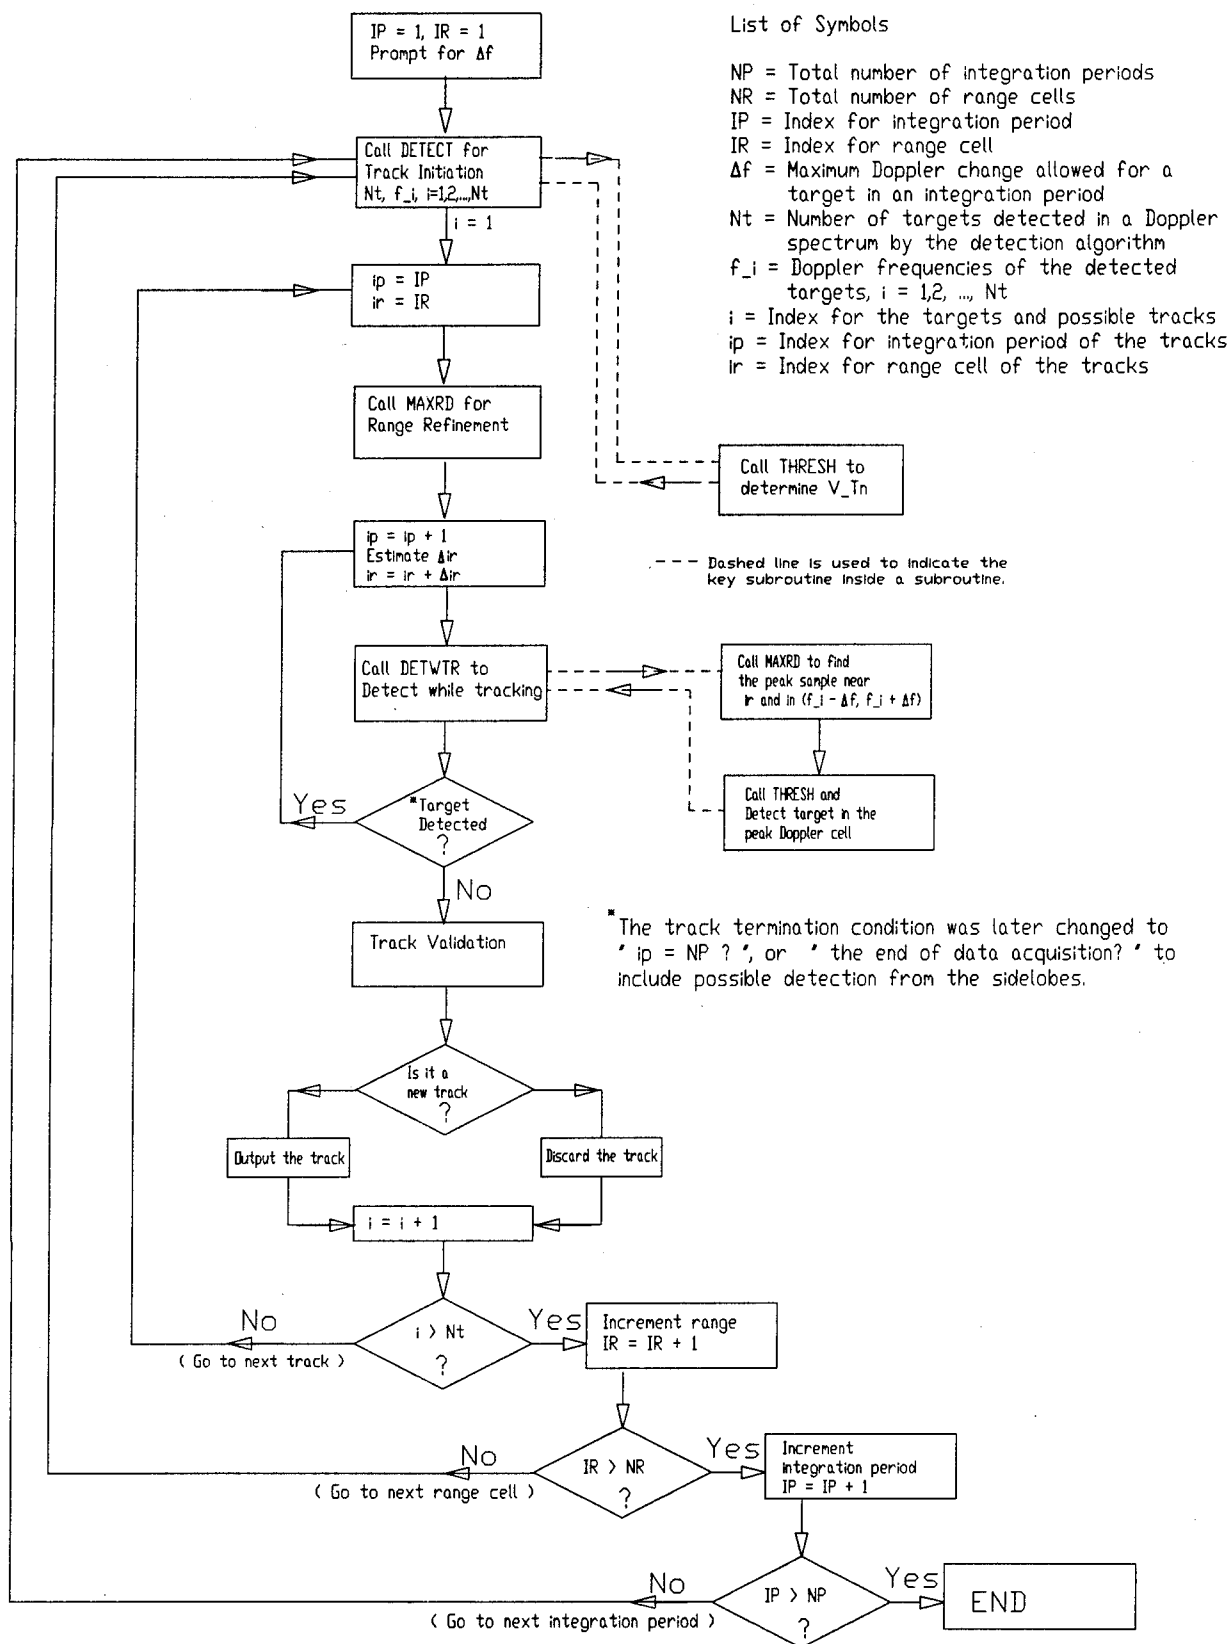 IP = 1, IR = 1
Prompt for Δf
Call DETECT for
Track Initiation
Nt, f_i, i=1,2,...,Nt
i = 1
ip = IP
ir = IR
Call MAXRD for
Range Refinement
ip = ip + 1
Estimate Δir
ir = ir + Δir
Call DETWTR to
Detect while tracking
Yes
*Target
Detected
?
No
Track Validation
Is it a
new track
?
Output the track
Discard the track
i = i + 1
No
( Go to next track )
i > Nt
?
Yes
Increment range
IR = IR + 1
No
( Go to next range cell )
IR > NR
?
Yes
Increment
integration period
IP = IP + 1
No
( Go to next integration period )
IP > NP
?
Yes
END
List of Symbols
NP = Total number of integration periods
NR = Total number of range cells
IP = Index for integration period
IR = Index for range cell
Δf = Maximum Doppler change allowed for a
target in an integration period
Nt = Number of targets detected in a Doppler
spectrum by the detection algorithm
f_i = Doppler frequencies of the detected
targets, i = 1,2, ..., Nt
i = Index for the targets and possible tracks
ip = Index for integration period of the tracks
ir = Index for range cell of the tracks
Call THRESH to
determine V_Tn
---- Dashed line is used to indicate the
key subroutine inside a subroutine.
Call MAXRD to find
the peak sample near
ir and in (f_i - Δf, f_i + Δf)
Call THRESH and
Detect target in the
peak Doppler cell
*The track termination condition was later changed to
' ip = NP ? ', or ' the end of data acquisition? ' to
include possible detection from the sidelobes.